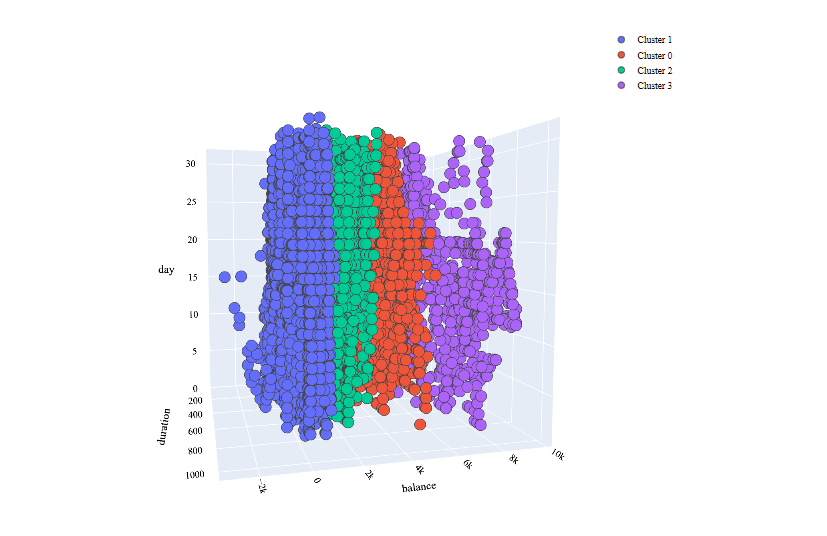 Cluster 1
Cluster 0
Cluster 2
Cluster 3
30
25
20
day
15
10
5
0
200
400
600
800
1000
duration
−2k
0
2k
4k
6k
8k
10k
balance